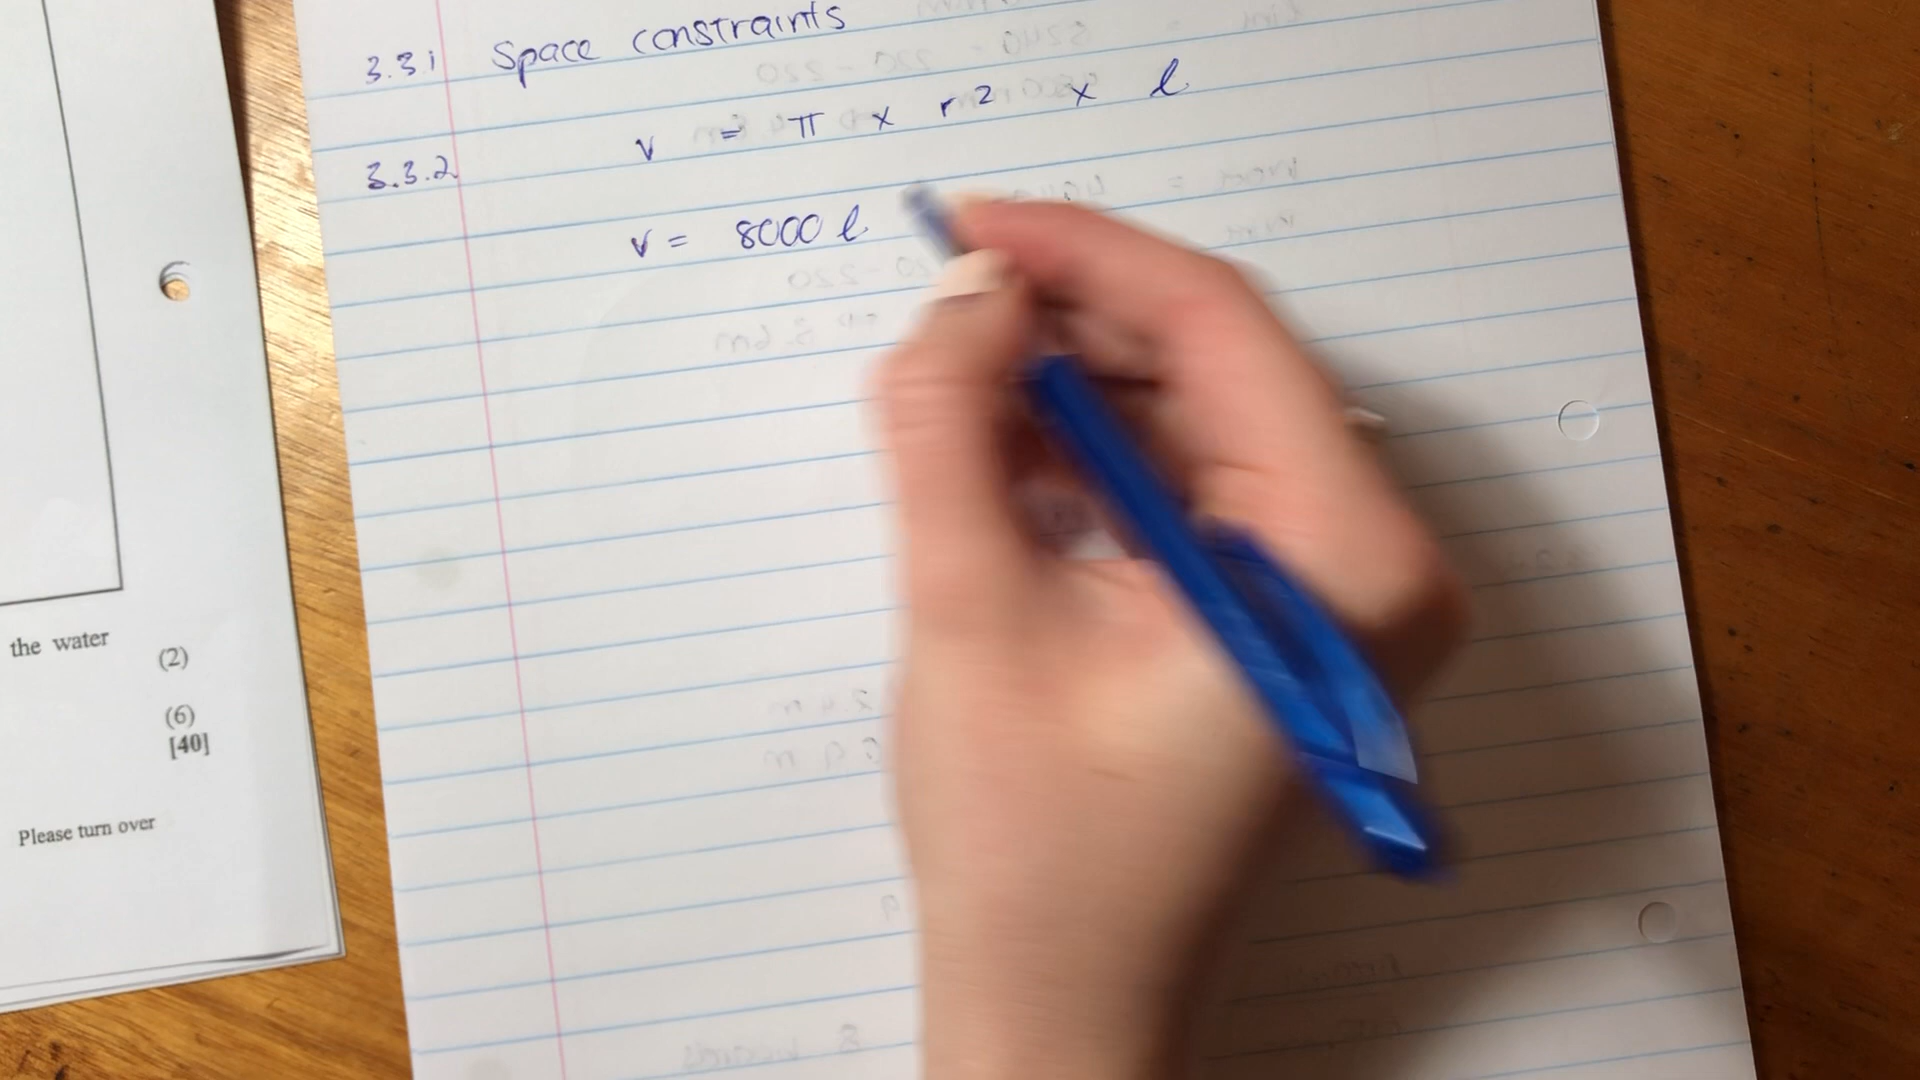 3.3.1 Space constraints
3.3.2 v = π x r² x l
v = 8000 l
the water
(2)
(6)
[40]
Please turn over